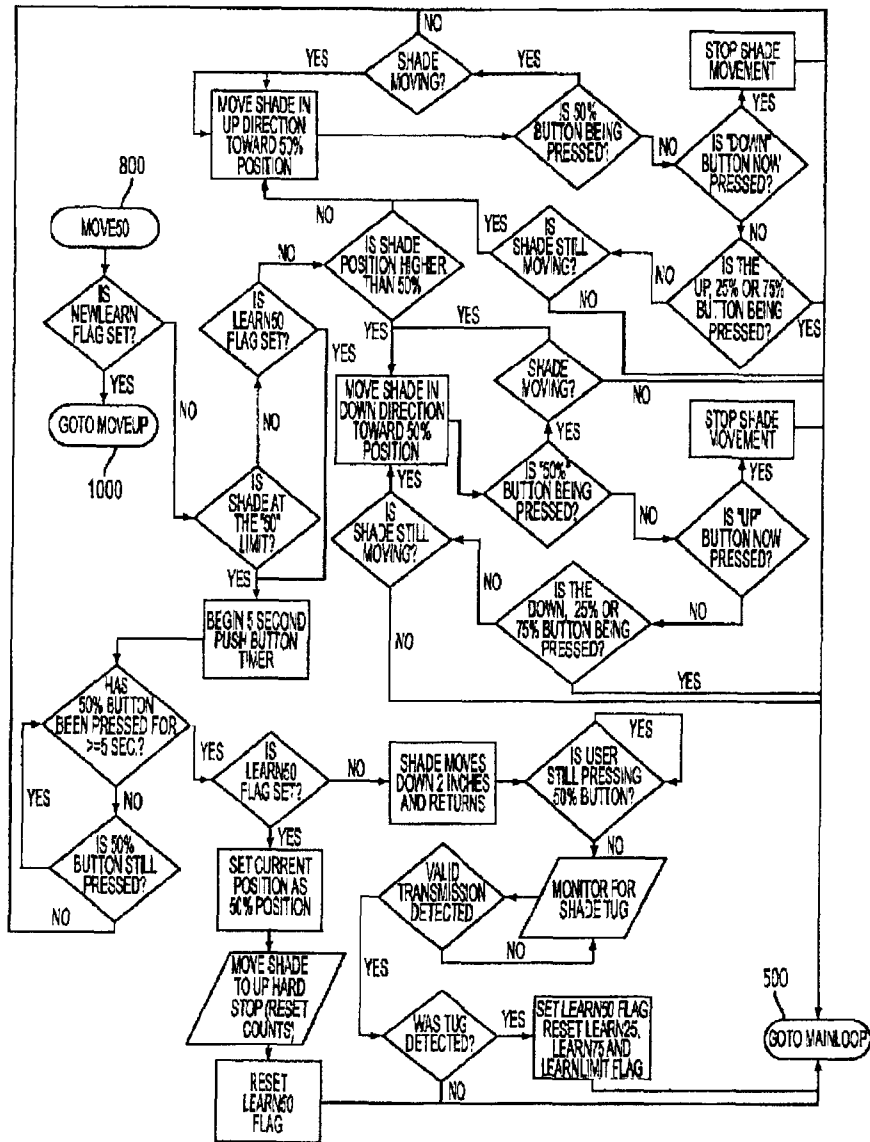 NO
YES
SHADE
MOVING?
YES
STOP SHADE
MOVEMENT
MOVE SHADE IN
UP DIRECTION
TOWARD 50%
POSITION
IS 50%
BUTTON BEING
PRESSED?
NO
YES
IS "DOWN"
BUTTON NOW
PRESSED?
800
MOVE50
NO
NO
IS SHADE
POSITION HIGHER
THAN 50%
YES
IS
SHADE STILL
MOVING?
NO
NO
IS THE
UP, 25% OR 75%
BUTTON BEING
PRESSED?
YES
IS
NEWLEARN
FLAG SET?
YES
NO
GOTO MOVEUP
1000
IS
LEARN50
FLAG SET?
YES
NO
YES
YES
SHADE
MOVING?
NO
MOVE SHADE IN
DOWN DIRECTION
TOWARD 50%
POSITION
YES
STOP SHADE
MOVEMENT
IS
SHADE AT
THE "50"
LIMIT?
YES
YES
IS
SHADE STILL
MOVING?
IS "50%"
BUTTON BEING
PRESSED?
NO
YES
IS "UP"
BUTTON NOW
PRESSED?
NO
NO
IS THE
DOWN, 25% OR
75% BUTTON BEING
PRESSED?
NO
YES
BEGIN 5 SECOND
PUSH BUTTON
TIMER
HAS
50% BUTTON
BEEN PRESSED FOR
>=5 SEC.?
YES
YES
NO
IS 50%
BUTTON STILL
PRESSED?
NO
IS
LEARN50
FLAG SET?
NO
YES
SHADE MOVES
DOWN 2 INCHES
AND RETURNS
YES
IS USER
STILL PRESSING
50% BUTTON?
NO
SET CURRENT
POSITION AS
50% POSITION
VALID
TRANSMISSION
DETECTED
NO
YES
MONITOR FOR
SHADE TUG
MOVE SHADE
TO UP HARD
STOP (RESET
COUNTS)
WAS TUG
DETECTED?
YES
NO
SET LEARN50 FLAG
RESET LEARN25,
LEARN75 AND
LEARNLIMIT FLAG
500
GOTO MAINLOOP
RESET
LEARN50
FLAG